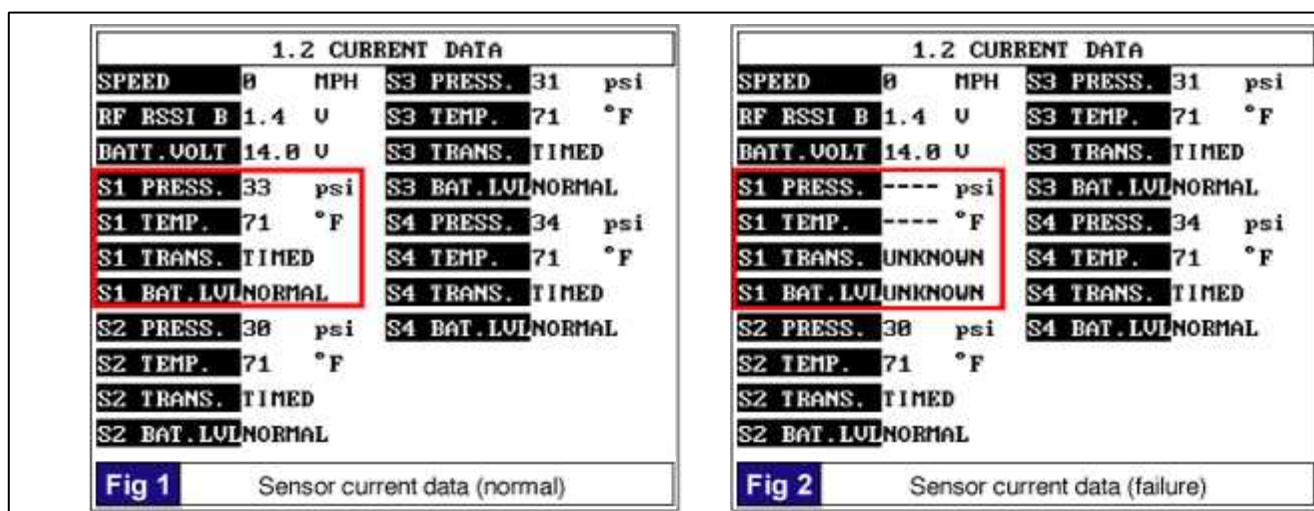 1.2 CURRENT DATA
SPEED 0 MPH S3 PRESS. 31 psi
RF RSSI B 1.4 V S3 TEMP. 71 °F
BATT.VOLT 14.0 V S3 TRANS. TIMED
S1 PRESS. 33 psi S3 BAT.LVL NORMAL
S1 TEMP. 71 °F S4 PRESS. 34 psi
S1 TRANS. TIMED S4 TEMP. 71 °F
S1 BAT.LVL NORMAL S4 TRANS. TIMED
S2 PRESS. 30 psi S4 BAT.LVL NORMAL
S2 TEMP. 71 °F
S2 TRANS. TIMED
S2 BAT.LVL NORMAL
Fig 1 Sensor current data (normal)
1.2 CURRENT DATA
SPEED 0 MPH S3 PRESS. 31 psi
RF RSSI B 1.4 V S3 TEMP. 71 °F
BATT.VOLT 14.0 V S3 TRANS. TIMED
S1 PRESS. ---- psi S3 BAT.LVL NORMAL
S1 TEMP. ---- °F S4 PRESS. 34 psi
S1 TRANS. UNKNOWN S4 TEMP. 71 °F
S1 BAT.LVL UNKNOWN S4 TRANS. TIMED
S2 PRESS. 30 psi S4 BAT.LVL NORMAL
S2 TEMP. 71 °F
S2 TRANS. TIMED
S2 BAT.LVL NORMAL
Fig 2 Sensor current data (failure)